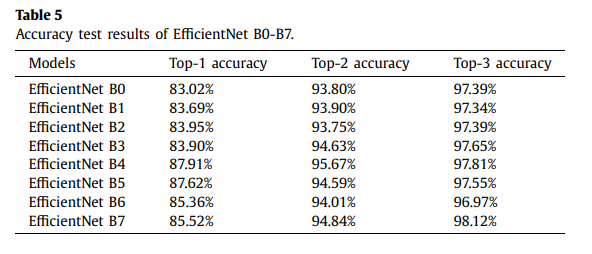 Table 5
Accuracy test results of EfficientNet B0-B7.
Models Top-1 accuracy Top-2 accuracy Top-3 accuracy
EfficientNet B0 83.02% 93.80% 97.39%
EfficientNet B1 83.69% 93.90% 97.34%
EfficientNet B2 83.95% 93.75% 97.39%
EfficientNet B3 83.90% 94.63% 97.65%
EfficientNet B4 87.91% 95.67% 97.81%
EfficientNet B5 87.62% 94.59% 97.55%
EfficientNet B6 85.36% 94.01% 96.97%
EfficientNet B7 85.52% 94.84% 98.12%